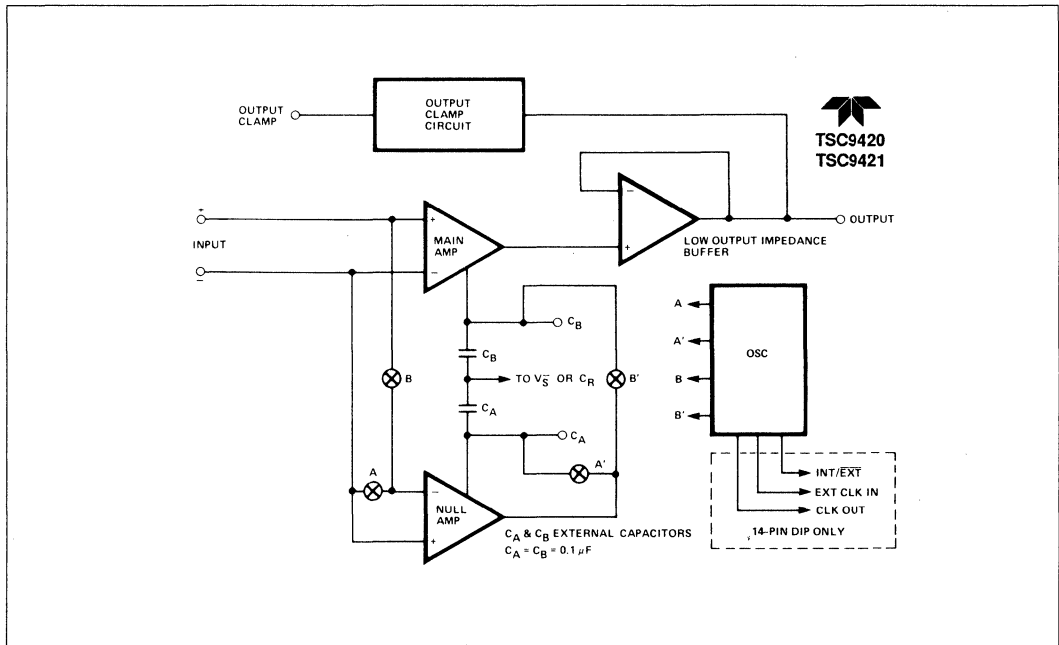 OUTPUT
CLAMP
OUTPUT
CLAMP
CIRCUIT
TSC9420
TSC9421
+
INPUT
−
+
MAIN
AMP
−
−
+
OUTPUT
LOW OUTPUT IMPEDANCE
BUFFER
C_B
C_B
B
TO V_S̅ OR C_R
B'
C_A
C_A
A'
A
−
NULL
AMP
+
C_A & C_B EXTERNAL CAPACITORS
C_A = C_B = 0.1 μF
A
A'
B
B'
OSC
INT/E̅X̅T̅
EXT CLK IN
CLK OUT
14-PIN DIP ONLY